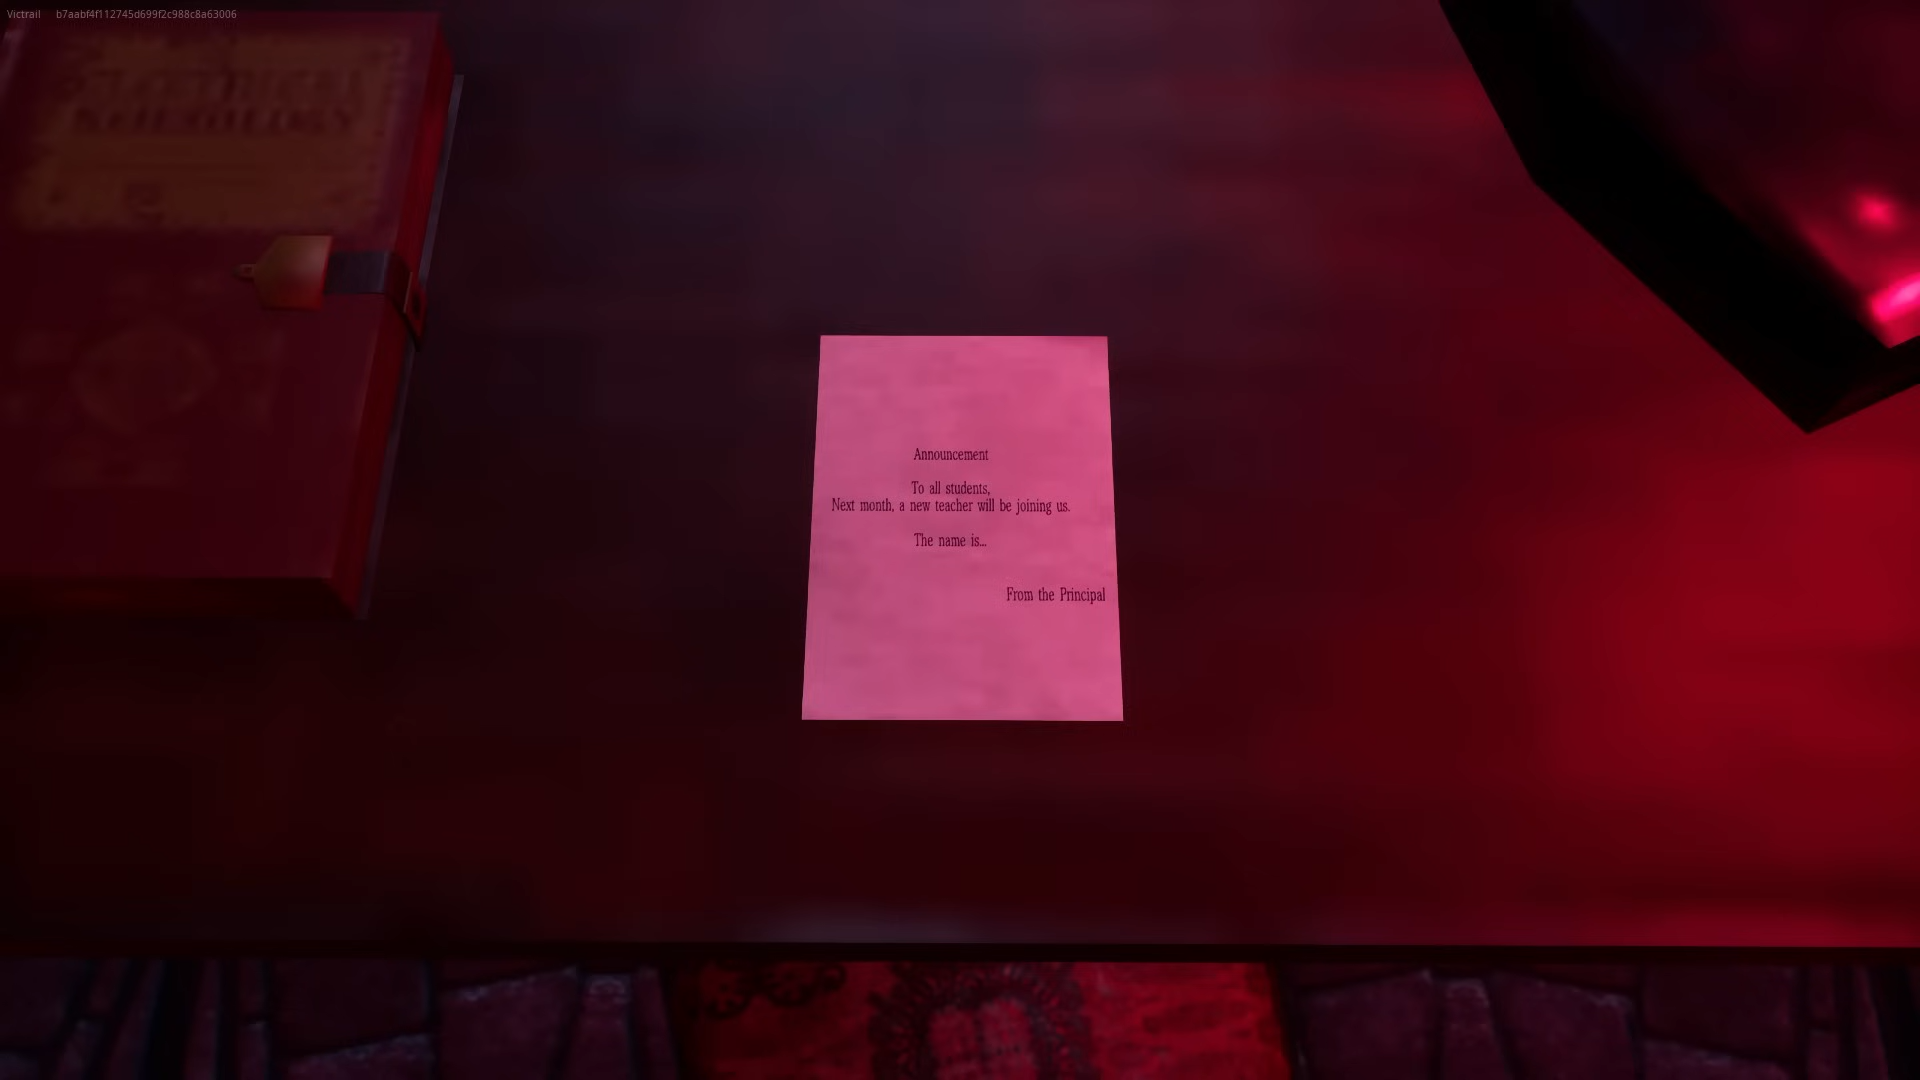 Victrail b7aabf4f112745d699f2c988c8a63006
Announcement
To all students,
Next month, a new teacher will be joining us.
The name is...
From the Principal